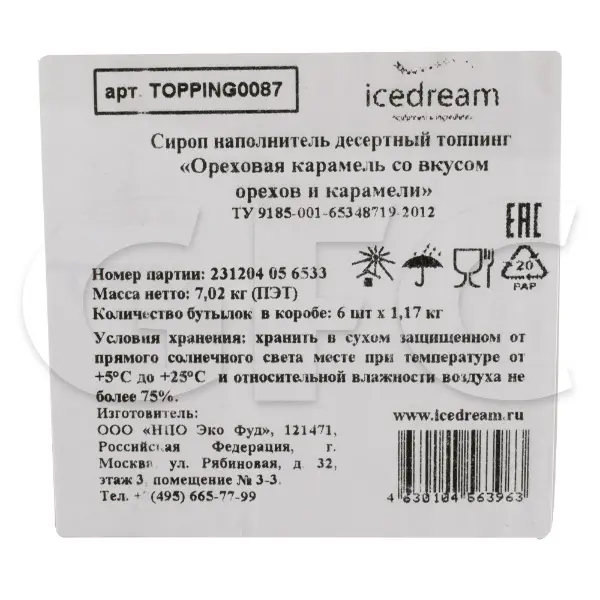 арт. TOPPING0087
icedream
Сироп наполнитель десертный топпинг
«Ореховая карамель со вкусом
орехов и карамели»
ТУ 9185-001-65348719-2012
EAC
Номер партии: 231204 05 6533
20
PAP
Масса нетто: 7,02 кг (ПЭТ)
Количество бутылок в коробе: 6 шт х 1,17 кг
Условия хранения: хранить в сухом защищенном от
прямого солнечного света месте при температуре от
+5°С до +25°С и относительной влажности воздуха не
более 75%.
Изготовитель:
ООО «НПО Эко Фуд», 121471,
Российская Федерация, г.
Москва, ул. Рябиновая, д. 32,
этаж 3, помещение № 3-3.
Тел. +7 (495) 665-77-99
www.icedream.ru
4 630104 663963
GFC